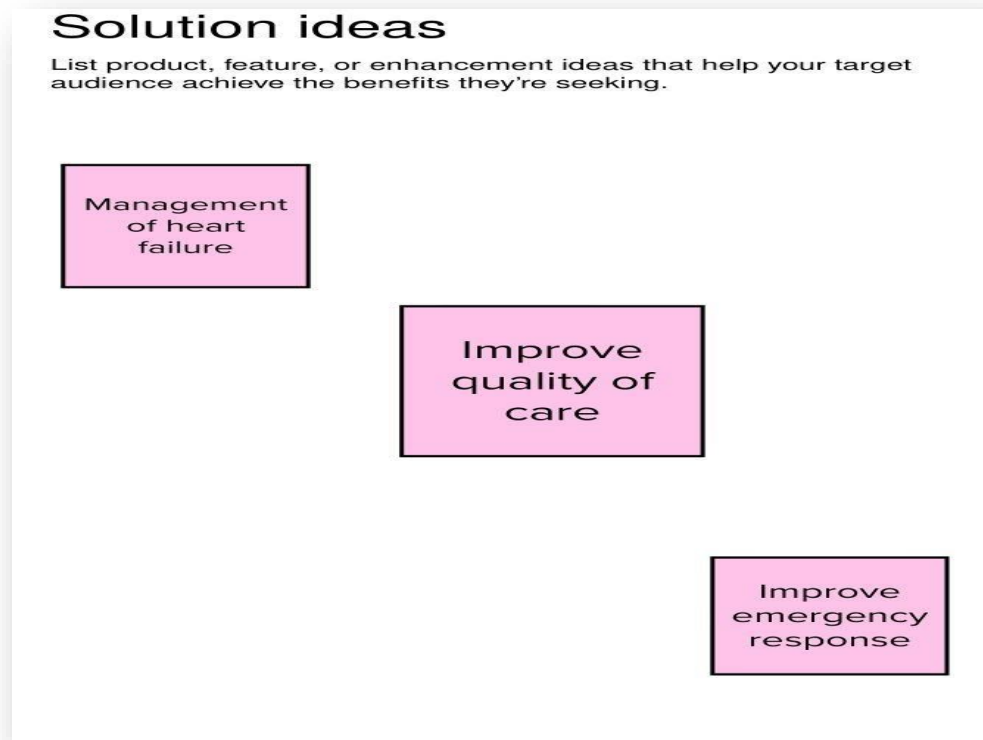 Solution ideas
List product, feature, or enhancement ideas that help your target
audience achieve the benefits they're seeking.
Management
of heart
failure
Improve
quality of
care
Improve
emergency
response